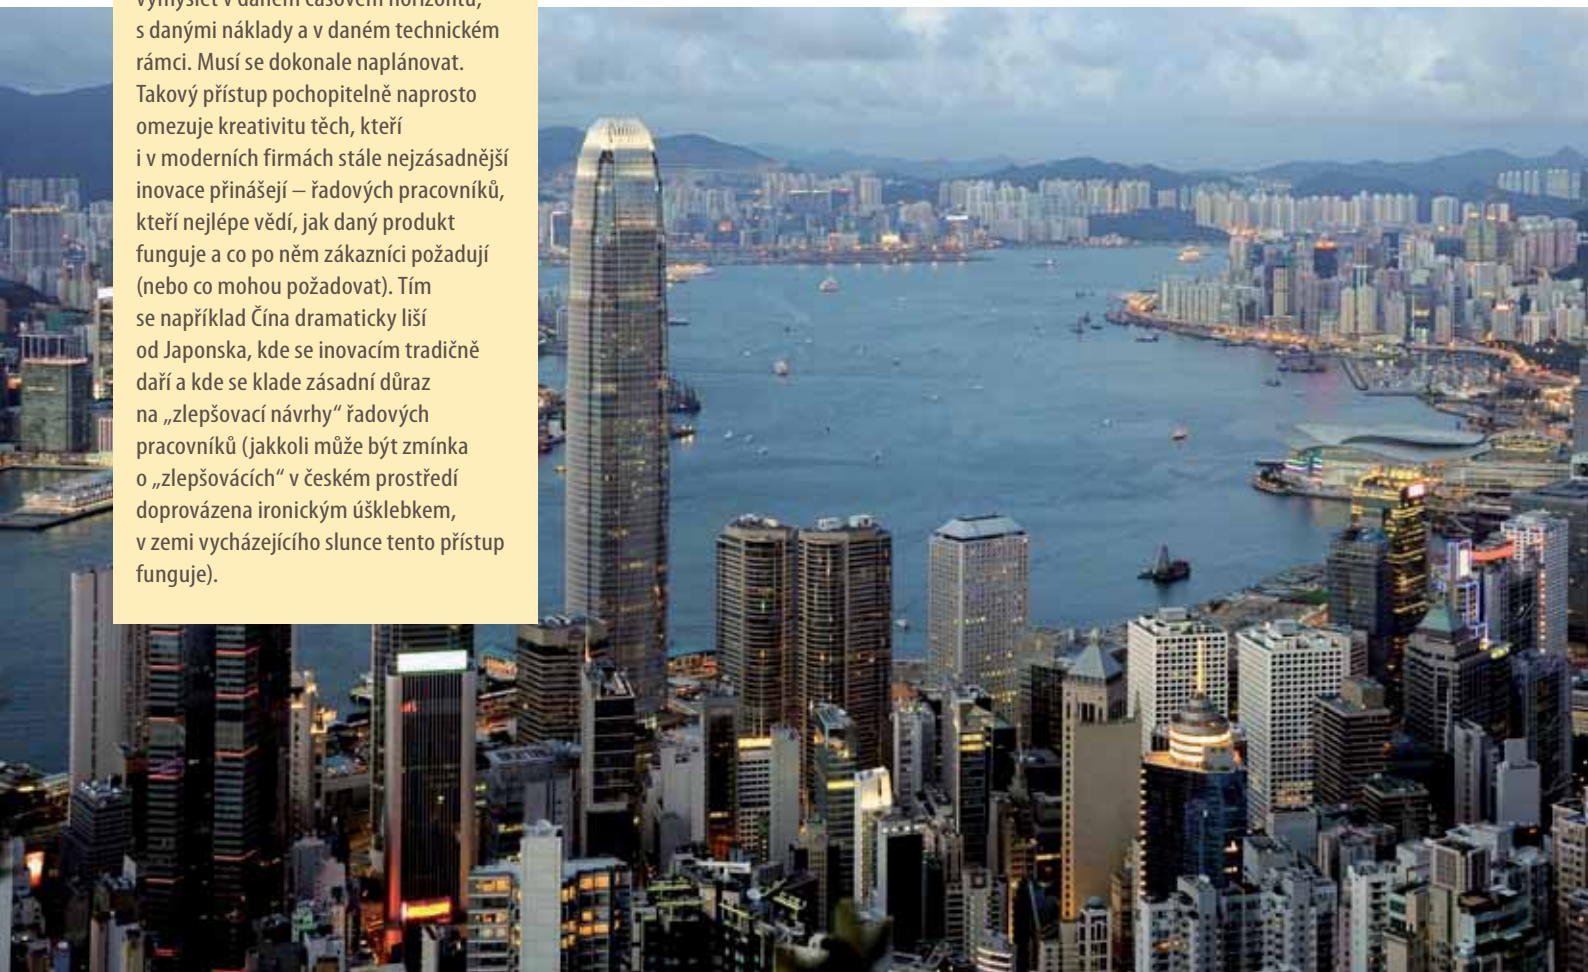 vymyslet v daném časovém horizontu,
s danými náklady a v daném technickém
rámci. Musí se dokonale naplánovat.
Takový přístup pochopitelně naprosto
omezuje kreativitu těch, kteří
i v moderních firmách stále nejzásadnější
inovace přinášejí – řadových pracovníků,
kteří nejlépe vědí, jak daný produkt
funguje a co po něm zákazníci požadují
(nebo co mohou požadovat). Tím
se například Čína dramaticky liší
od Japonska, kde se inovacím tradičně
daří a kde se klade zásadní důraz
na „zlepšovací návrhy“ řadových
pracovníků (jakkoli může být zmínka
o „zlepšovácích“ v českém prostředí
doprovázena ironickým úšklebkem,
v zemi vycházejícího slunce tento přístup
funguje).